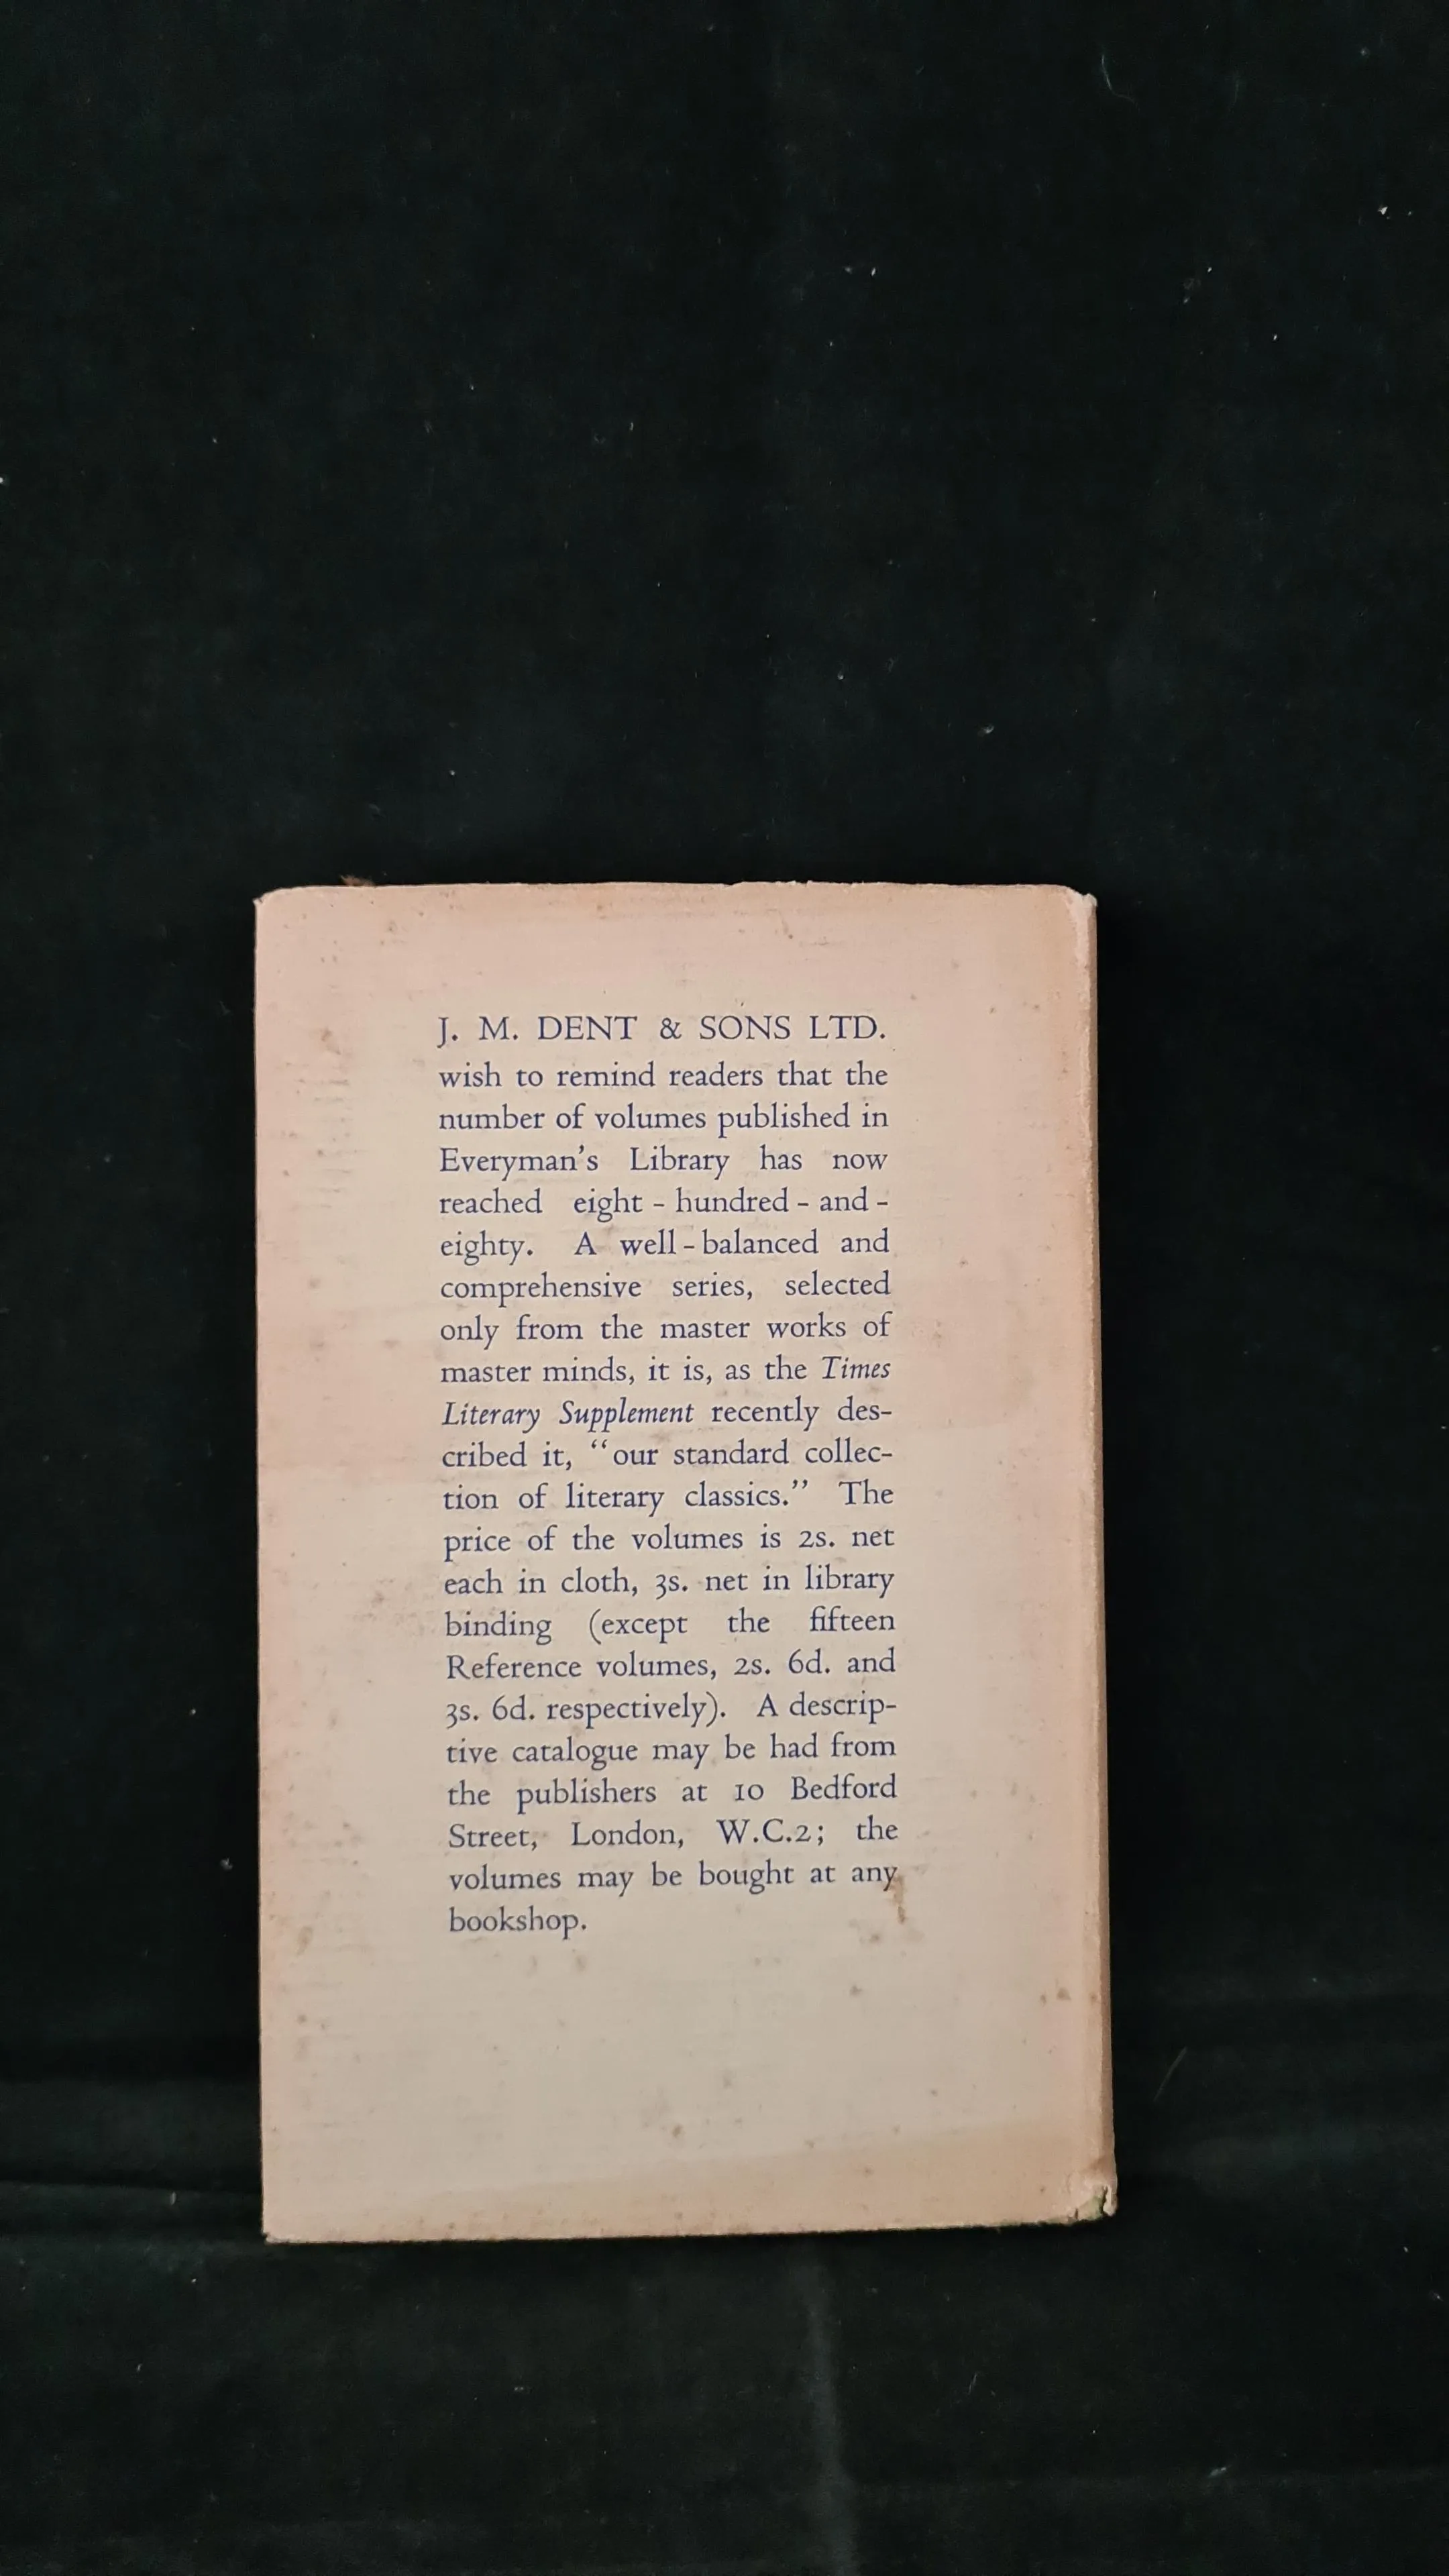 J. M. DENT & SONS LTD.
wish to remind readers that the
number of volumes published in
Everyman's Library has now
reached eight - hundred - and -
eighty. A well - balanced and
comprehensive series, selected
only from the master works of
master minds, it is, as the Times
Literary Supplement recently des-
cribed it, “our standard collec-
tion of literary classics.” The
price of the volumes is 2s. net
each in cloth, 3s. net in library
binding (except the fifteen
Reference volumes, 2s. 6d. and
3s. 6d. respectively). A descrip-
tive catalogue may be had from
the publishers at 10 Bedford
Street, London, W.C.2; the
volumes may be bought at any
bookshop.